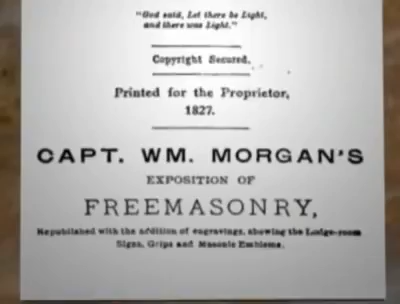 "God said, Let there be Light,
and there was Light."
Copyright Secured.
Printed for the Proprietor,
1827.
CAPT. WM. MORGAN'S
EXPOSITION OF
FREEMASONRY,
Republished with the addition of engravings, showing the Lodge-room
Signs, Grips and Masonic Emblems.